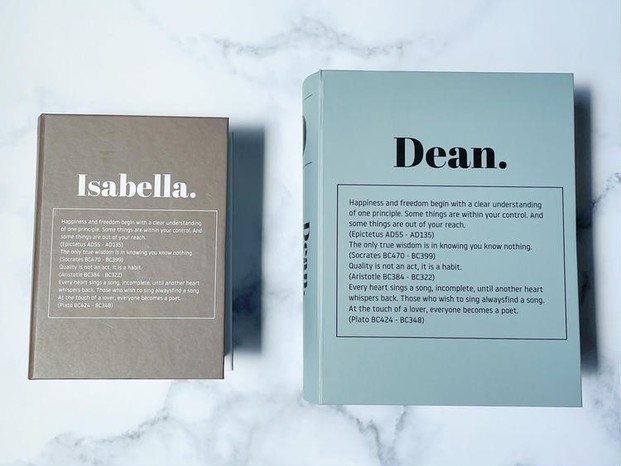 Isabella.
Happiness and freedom begin with a clear understanding
of one principle. Some things are within your control. And
some things are out of your reach.
(Epictetus AD55 - AD135)
The only true wisdom is in knowing you know nothing.
(Socrates BC470 - BC399)
Quality is not an act, it is a habit.
(Aristotle BC384 - BC322)
Every heart sings a song, incomplete, until another heart
whispers back. Those who wish to sing alwaysfind a song.
At the touch of a lover, everyone becomes a poet.
(Plato BC424 - BC348)
Dean.
Happiness and freedom begin with a clear understanding
of one principle. Some things are within your control. And
some things are out of your reach.
(Epictetus AD55 - AD135)
The only true wisdom is in knowing you know nothing.
(Socrates BC470 - BC399)
Quality is not an act, it is a habit.
(Aristotle BC384 - BC322)
Every heart sings a song, incomplete, until another heart
whispers back. Those who wish to sing alwaysfind a song.
At the touch of a lover, everyone becomes a poet.
(Plato BC424 - BC348)
Dean.